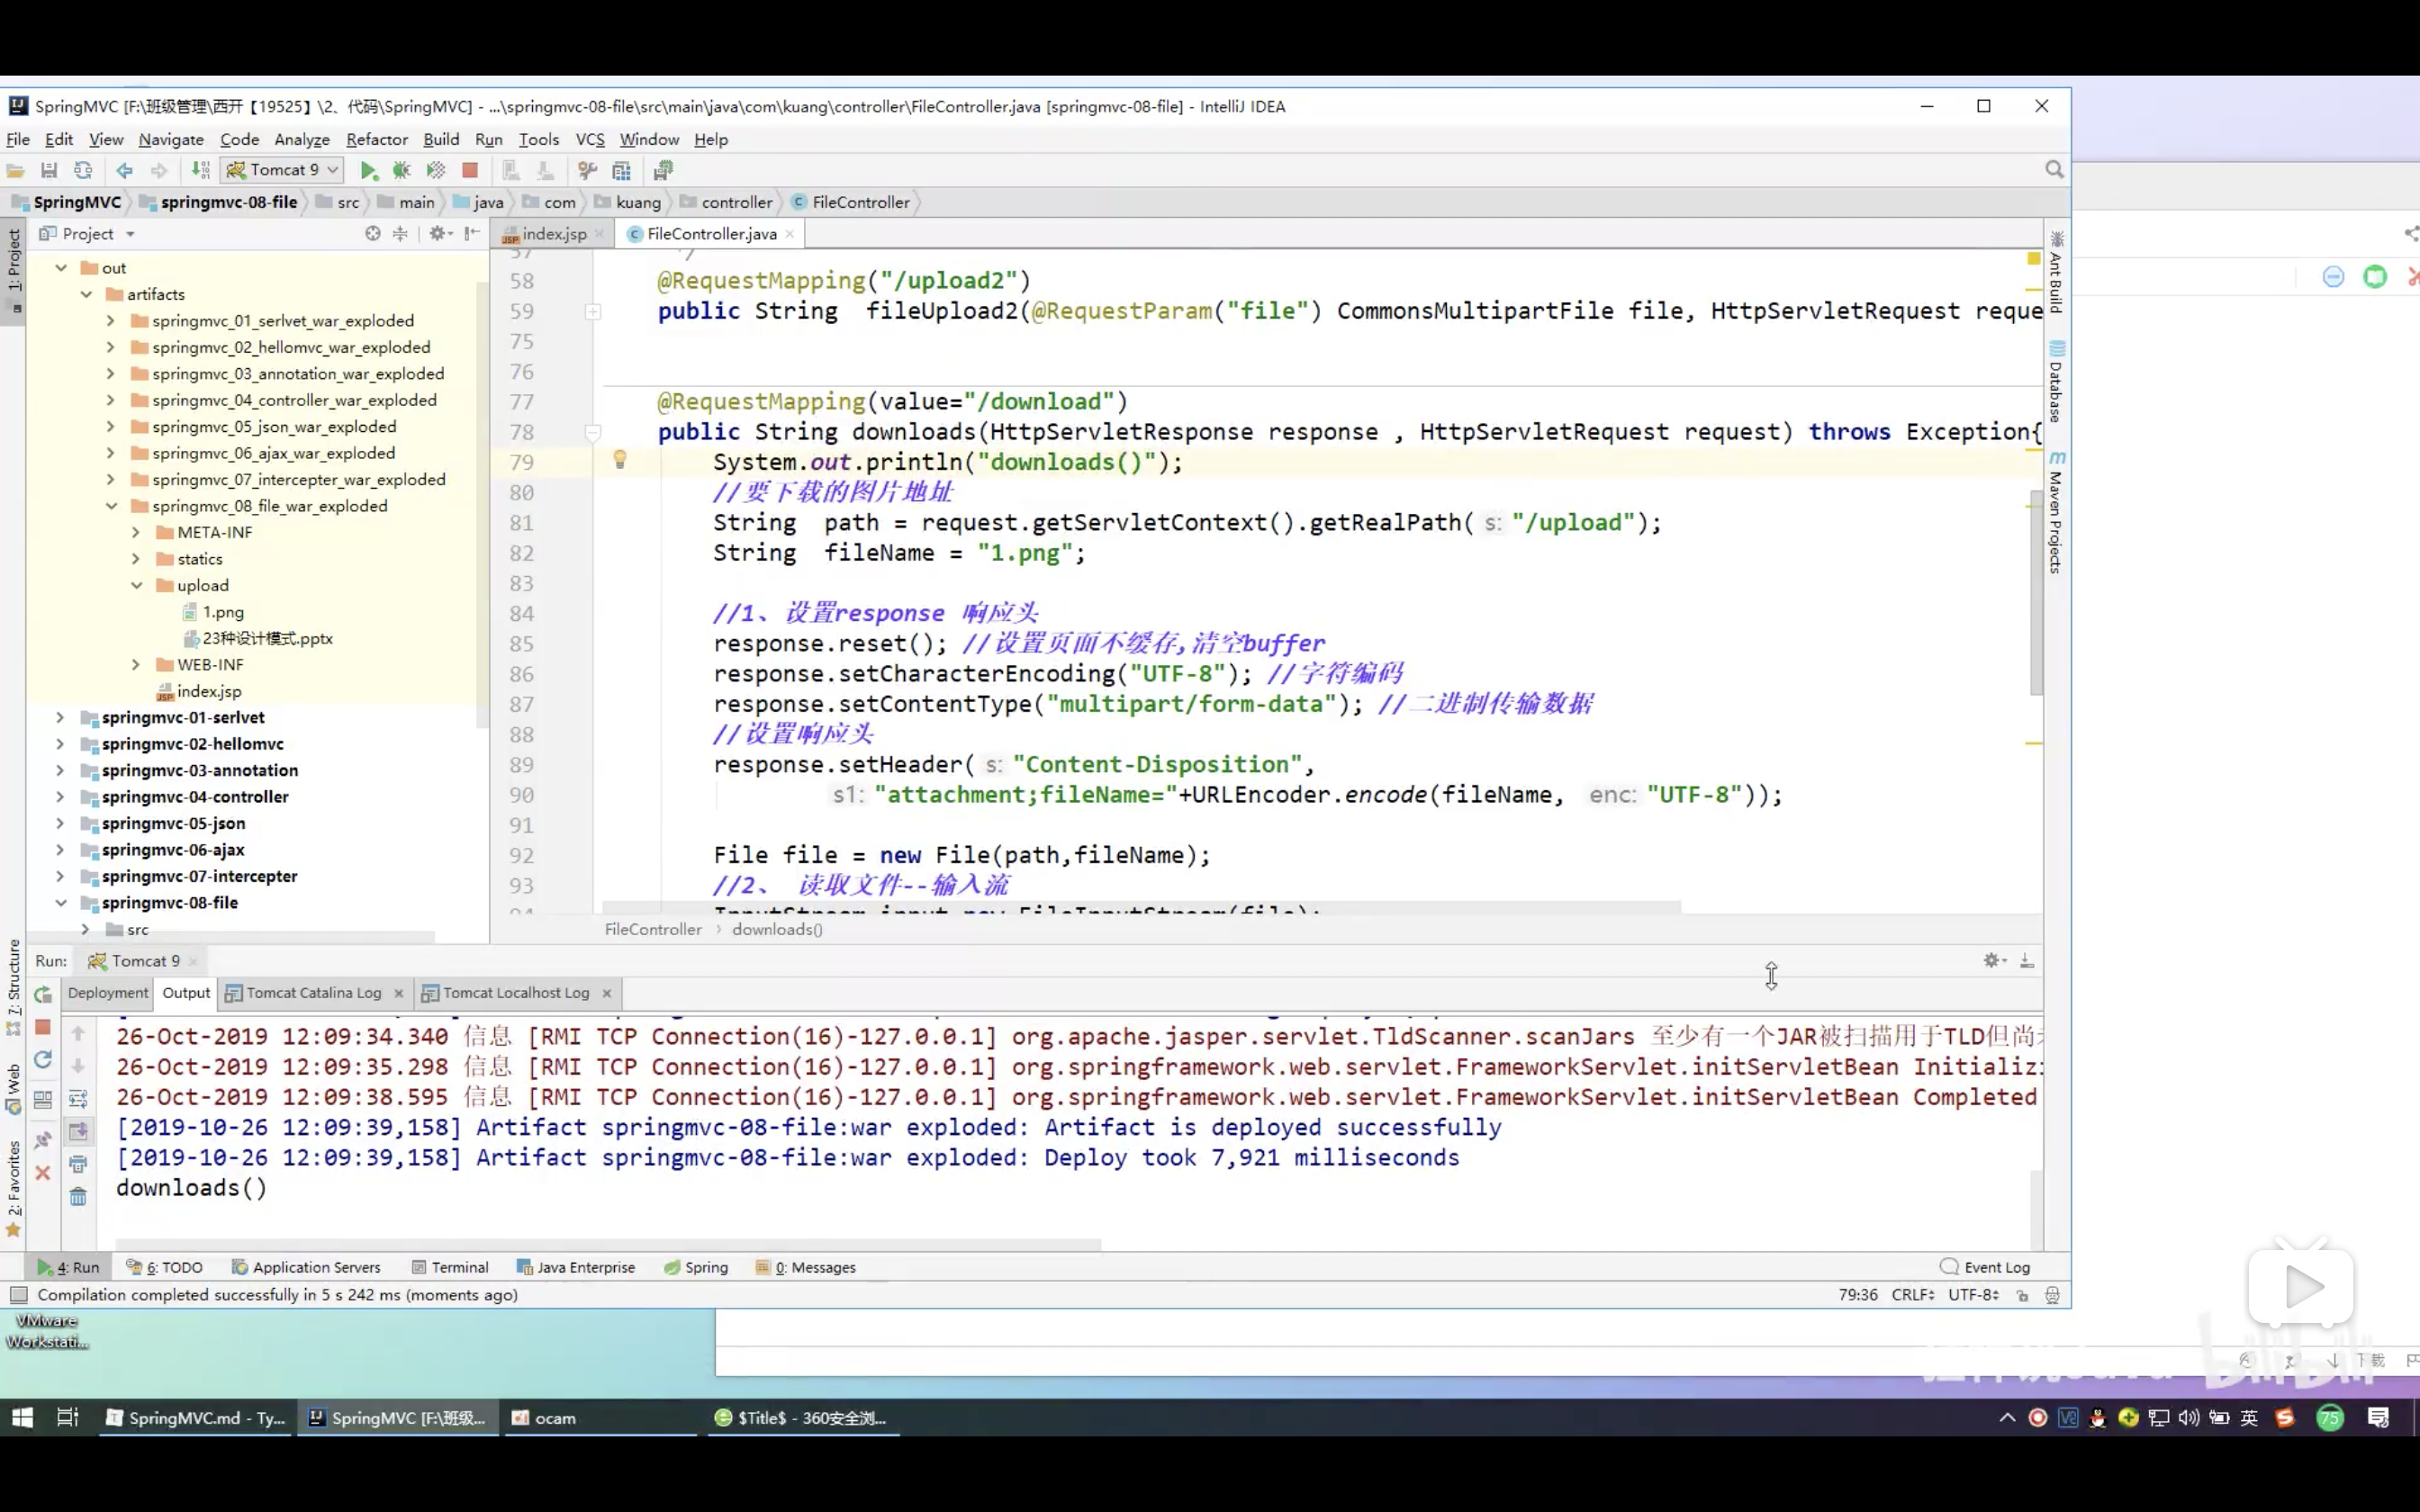 SpringMVC [F:\班级管理\西开【19525】\2、代码\SpringMVC] - ...\springmvc-08-file\src\main\java\com\kuang\controller\FileController.java [springmvc-08-file] - IntelliJ IDEA
File Edit View Navigate Code Analyze Refactor Build Run Tools VCS Window Help
Tomcat 9
SpringMVC springmvc-08-file src main java com kuang controller FileController
1: Project
Project
index.jsp
FileController.java
out
artifacts
springmvc_01_serlvet_war_exploded
springmvc_02_hellomvc_war_exploded
springmvc_03_annotation_war_exploded
springmvc_04_controller_war_exploded
springmvc_05_json_war_exploded
springmvc_06_ajax_war_exploded
springmvc_07_intercepter_war_exploded
springmvc_08_file_war_exploded
META-INF
statics
upload
1.png
23种设计模式.pptx
WEB-INF
index.jsp
springmvc-01-serlvet
springmvc-02-hellomvc
springmvc-03-annotation
springmvc-04-controller
springmvc-05-json
springmvc-06-ajax
springmvc-07-intercepter
springmvc-08-file
src
57 */
58 @RequestMapping("/upload2")
59 public String fileUpload2(@RequestParam("file") CommonsMultipartFile file, HttpServletRequest reque
75
76
77 @RequestMapping(value="/download")
78 public String downloads(HttpServletResponse response , HttpServletRequest request) throws Exception{
79 System.out.println("downloads()");
80 //要下载的图片地址
81 String path = request.getServletContext().getRealPath( s: "/upload");
82 String fileName = "1.png";
83
84 //1、设置response 响应头
85 response.reset(); //设置页面不缓存,清空buffer
86 response.setCharacterEncoding("UTF-8"); //字符编码
87 response.setContentType("multipart/form-data"); //二进制传输数据
88 //设置响应头
89 response.setHeader( s: "Content-Disposition",
90 s1: "attachment;fileName="+URLEncoder.encode(fileName, enc: "UTF-8"));
91
92 File file = new File(path,fileName);
93 //2、 读取文件--输入流
94 InputStream input=new FileInputStream(file);
FileController › downloads()
Ant Build
Database
Maven Projects
7: Structure
Web
2: Favorites
Run: Tomcat 9
Deployment Output Tomcat Catalina Log Tomcat Localhost Log
26-Oct-2019 12:09:34.340 信息 [RMI TCP Connection(16)-127.0.0.1] org.apache.jasper.servlet.TldScanner.scanJars 至少有一个JAR被扫描用于TLD但尚
26-Oct-2019 12:09:35.298 信息 [RMI TCP Connection(16)-127.0.0.1] org.springframework.web.servlet.FrameworkServlet.initServletBean Initializi
26-Oct-2019 12:09:38.595 信息 [RMI TCP Connection(16)-127.0.0.1] org.springframework.web.servlet.FrameworkServlet.initServletBean Completed
[2019-10-26 12:09:39,158] Artifact springmvc-08-file:war exploded: Artifact is deployed successfully
[2019-10-26 12:09:39,158] Artifact springmvc-08-file:war exploded: Deploy took 7,921 milliseconds
downloads()
4: Run 6: TODO Application Servers Terminal Java Enterprise Spring 0: Messages Event Log
Compilation completed successfully in 5 s 242 ms (moments ago) 79:36 CRLF UTF-8
VMware
Workstati...
下载
bilibili
SpringMVC.md - Ty... SpringMVC [F:\班级... ocam $Title$ - 360安全浏... 英 75